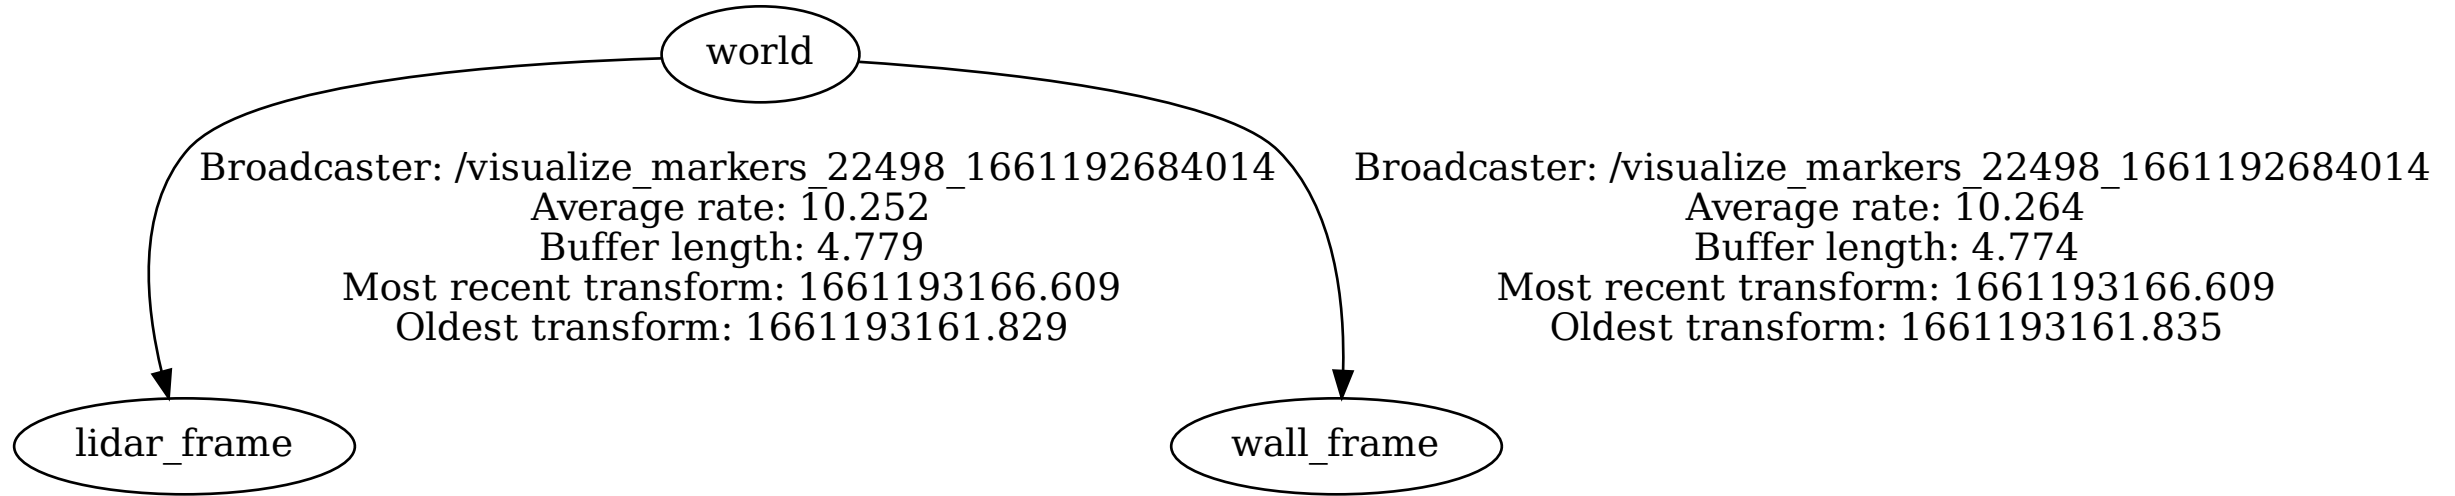 world
Broadcaster: /visualize_markers_22498_1661192684014
Average rate: 10.252
Buffer length: 4.779
Most recent transform: 1661193166.609
Oldest transform: 1661193161.829
Broadcaster: /visualize_markers_22498_1661192684014
Average rate: 10.264
Buffer length: 4.774
Most recent transform: 1661193166.609
Oldest transform: 1661193161.835
lidar_frame
wall_frame